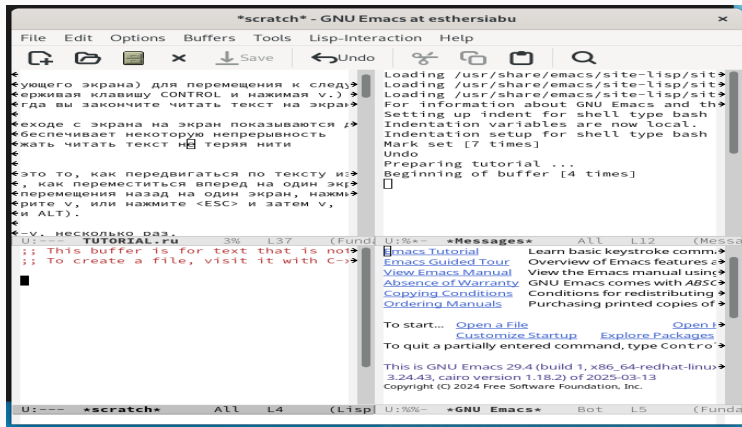 *scratch* - GNU Emacs at esthersiabu
File Edit Options Buffers Tools Lisp-Interaction Help
Save Undo
ующего экрана) для перемещения к след
ерживая клавишу CONTROL и нажимая v.)
гда вы закончите читать текст на экран
еходе с экрана на экран показываются
беспечивает некоторую непрерывность
жать читать текст не теряя нити
это то, как передвигаться по тексту из
, как переместиться вперед на один экр
перемещения назад на один экран, нажми
рите v, или нажмите <ESC> и затем v,
и ALT).
-v, несколько раз.
U:--- TUTORIAL.ru 3% L37 (Funda
Loading /usr/share/emacs/site-lisp/sit
Loading /usr/share/emacs/site-lisp/sit
Loading /usr/share/emacs/site-lisp/sit
For information about GNU Emacs and th
Setting up indent for shell type bash
Indentation variables are now local.
Indentation setup for shell type bash
Mark set [7 times]
Undo
Preparing tutorial ...
Beginning of buffer [4 times]
U:%*- *Messages* All L12 (Messa
;; This buffer is for text that is not
;; To create a file, visit it with C-x
U:--- *scratch* All L4 (Lisp
Emacs Tutorial Learn basic keystroke comm
Emacs Guided Tour Overview of Emacs features
View Emacs Manual View the Emacs manual using
Absence of Warranty GNU Emacs comes with ABSO
Copying Conditions Conditions for redistributing
Ordering Manuals Purchasing printed copies of
To start... Open a File Open
Customize Startup Explore Packages
To quit a partially entered command, type Contro
This is GNU Emacs 29.4 (build 1, x86_64-redhat-linux
3.24.43, cairo version 1.18.2) of 2025-03-13
Copyright (C) 2024 Free Software Foundation, Inc.
U:%%- *GNU Emacs* Bot L5 (Funda